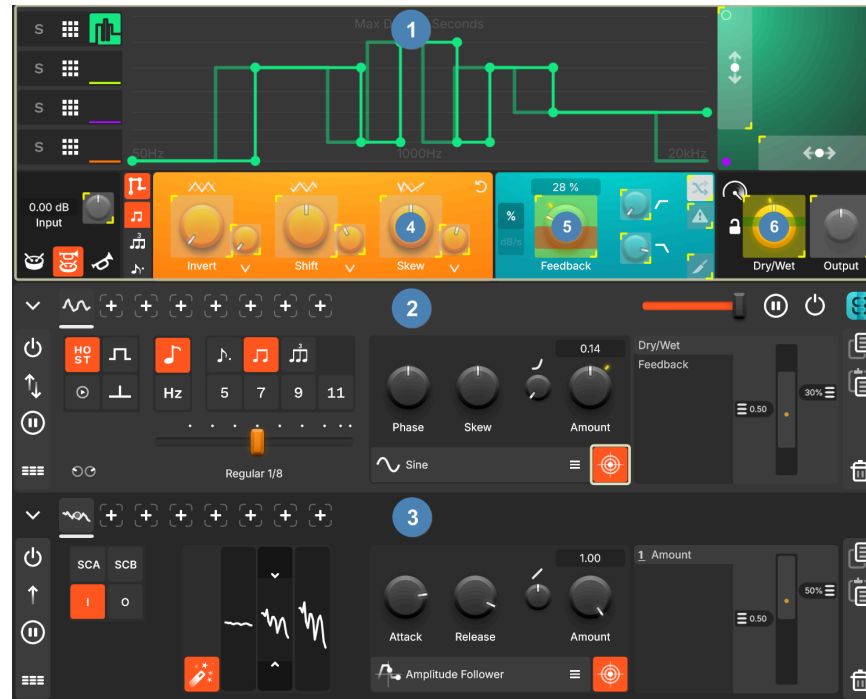 S
Max D Seconds
1
S
S
S
50Hz
1000Hz
20kHz
0.00 dB
Input
3
Invert
Shift
4
Skew
28 %
%
dB/s
5
Feedback
6
Dry/Wet
Output
2
HO
ST
Hz
3
5
7
9
11
Regular 1/8
0.14
Phase
Skew
Amount
Sine
Dry/Wet
Feedback
0.50
30%
3
SCA
SCB
I
O
1.00
Attack
Release
Amount
Amplitude Follower
1 Amount
0.50
50%